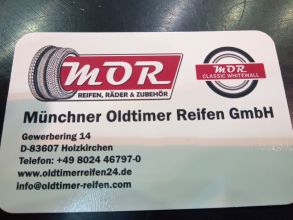 MOR
REIFEN, RÄDER & ZUBEHÖR
MOR
CLASSIC WHITEWALL
Münchner Oldtimer Reifen GmbH
Gewerbering 14
D-83607 Holzkirchen
Telefon: +49 8024 46797-0
www.oldtimerreifen24.de
info@oldtimer-reifen.com